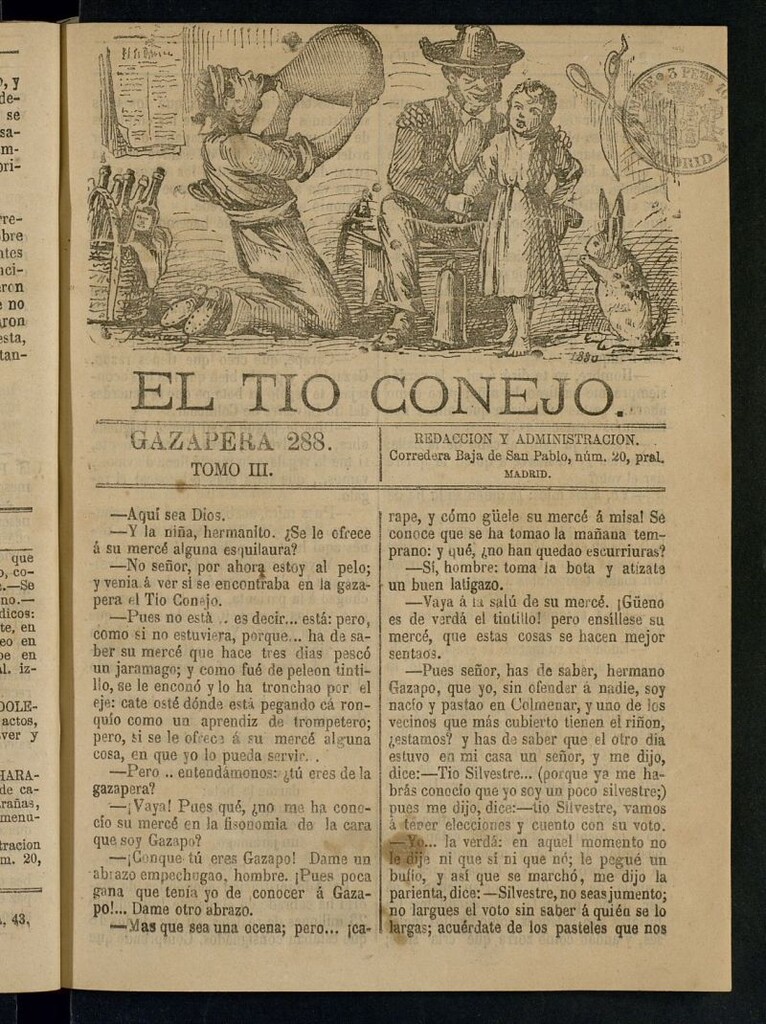 EL TIO CONEJO.
GAZAPERA 288.
TOMO III.
REDACCION Y ADMINISTRACION.
Corredera Baja de San Pablo, núm. 20, pral.
MADRID.
—Aquí sea Dios.
—Y la niña, hermanito. ¿Se le ofrece
á su mercé alguna esquilaura?
—No señor, por ahora estoy al pelo;
y venia á ver si se encontraba en la gaza-
pera el Tio Conejo.
—Pues no está .. es decir... está: pero,
como si no estuviera, porque... ha de sa-
ber su mercé que hace tres dias pescó
un jaramago; y como fué de peleon tinti-
llo, se le enconó y lo ha tronchao por el
eje: cate osté dónde está pegando cá ron-
quío como un aprendiz de trompetero;
pero, si se le ofrece á su mercé alguna
cosa, en que yo lo pueda servir...
—Pero .. entendámonos: ¿tú eres de la
gazapera?
—¡Vaya! Pues qué, ¿no me ha cono-
cío su mercé en la fisonomia de la cara
que soy Gazapo?
—¡Conque tú eres Gazapo! Dame un
abrazo empechugao, hombre. ¡Pues poca
gana que tenia yo de conocer á Gaza-
po!... Dame otro abrazo.
—Mas que sea una ocena; pero... ¡ca-
rape, y cómo güele su mercé á misa! Se
conoce que se ha tomao la mañana tem-
prano: y qué, ¿no han quedao escurriuras?
—Sí, hombre: toma la bota y atízate
un buen latigazo.
—Vaya á la salú de su mercé. ¡Güeno
es de verdá el tintillo! pero ensíllese su
mercé, que estas cosas se hacen mejor
sentaos.
—Pues señor, has de saber, hermano
Gazapo, que yo, sin ofender á nadie, soy
nacío y pastao en Colmenar, y uno de los
vecinos que más cubierto tienen el riñon,
¿estamos? y has de saber que el otro dia
estuvo en mi casa un señor, y me dijo,
dice:—Tio Silvestre... (porque ya me ha-
brás conocío que yo soy un poco silvestre;)
pues me dijo, dice:—tio Silvestre, vamos
á tener elecciones y cuento con su voto.
—Yo... la verdá: en aquel momento no
le dije ni que sí ni que nó; le pegué un
bufío, y así que se marchó, me dijo la
parienta, dice:—Silvestre, no seas jumento;
no largues el voto sin saber á quién se lo
largas; acuérdate de los pasteles que nos